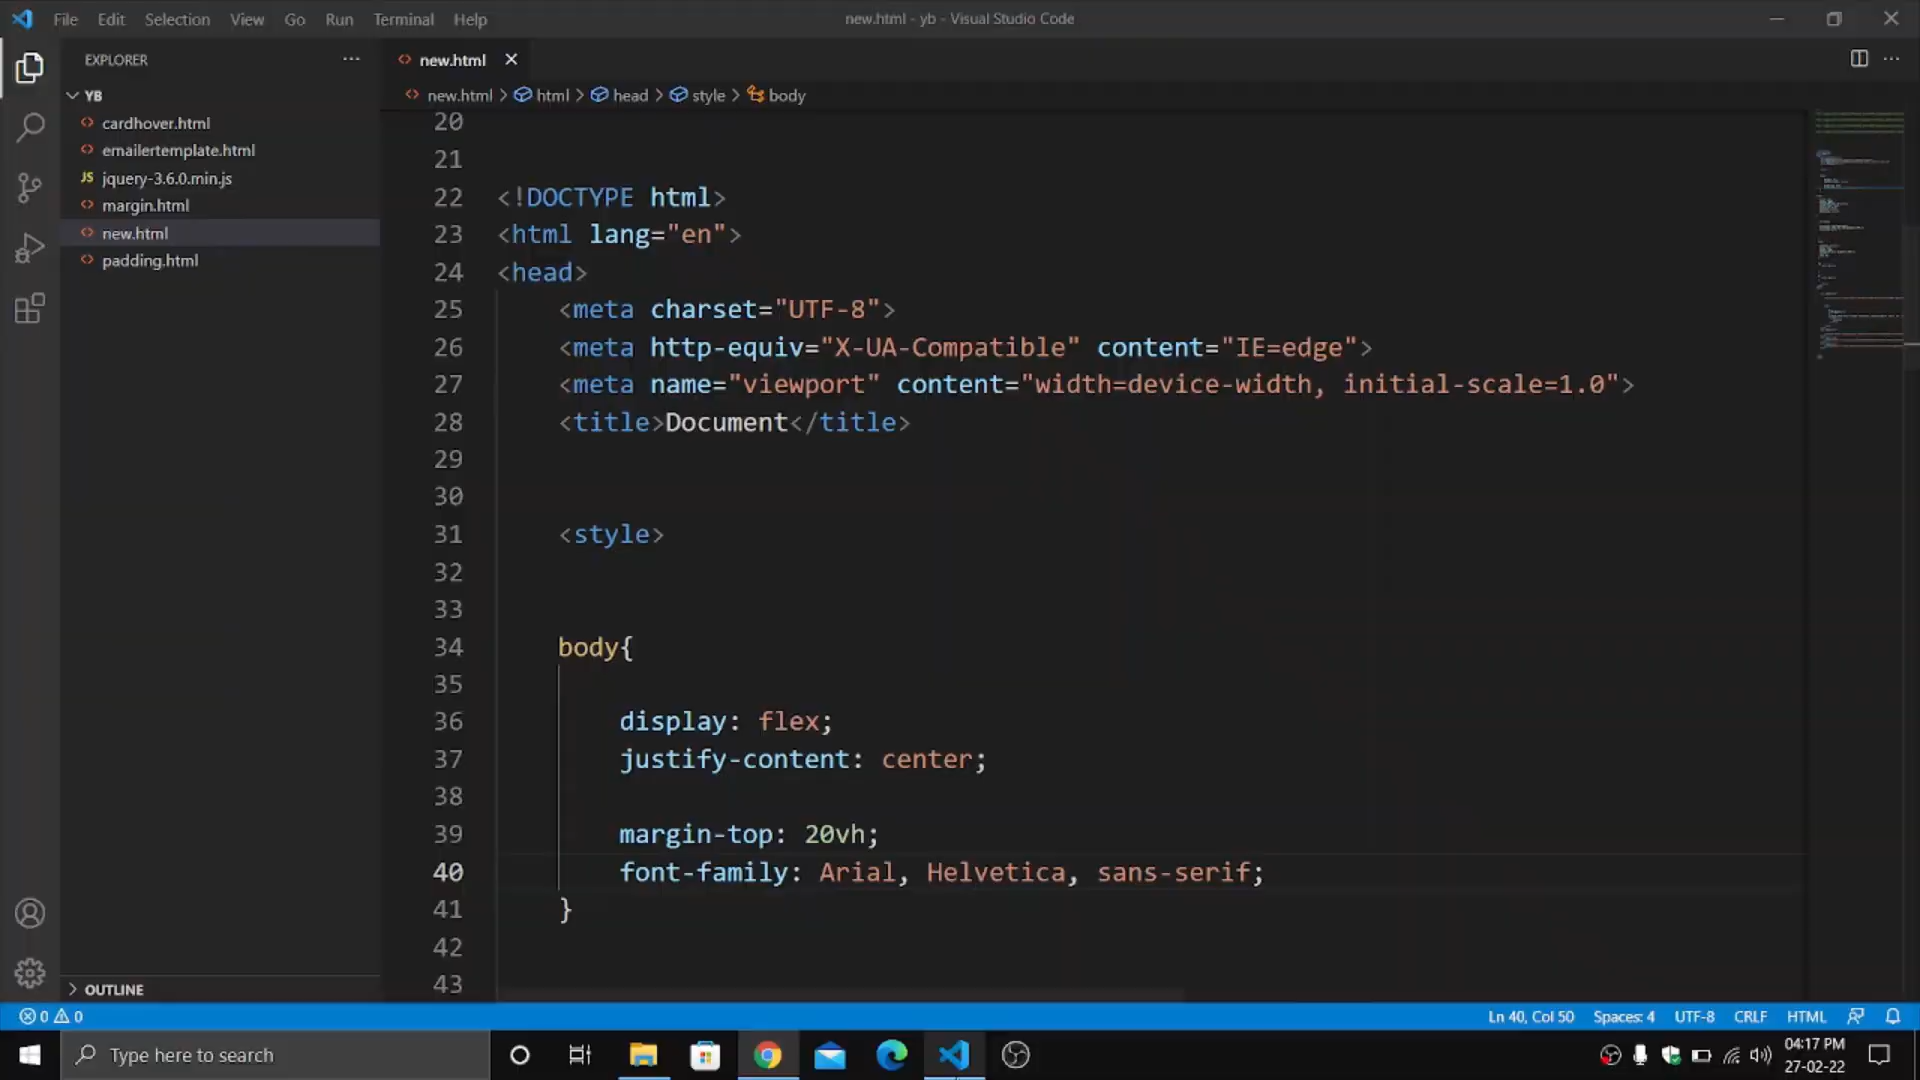 File Edit Selection View Go Run Terminal Help
new.html - yb - Visual Studio Code
EXPLORER
new.html
YB
new.html > html > head > style > body
cardhover.html
emailertemplate.html
JS jquery-3.6.0.min.js
margin.html
new.html
padding.html
20
21
22 <!DOCTYPE html>
23 <html lang="en">
24 <head>
25 <meta charset="UTF-8">
26 <meta http-equiv="X-UA-Compatible" content="IE=edge">
27 <meta name="viewport" content="width=device-width, initial-scale=1.0">
28 <title>Document</title>
29
30
31 <style>
32
33
34 body{
35
36 display: flex;
37 justify-content: center;
38
39 margin-top: 20vh;
40 font-family: Arial, Helvetica, sans-serif;
41 }
42
43
OUTLINE
0 0
Ln 40, Col 50 Spaces: 4 UTF-8 CRLF HTML
Type here to search
04:17 PM
27-02-22